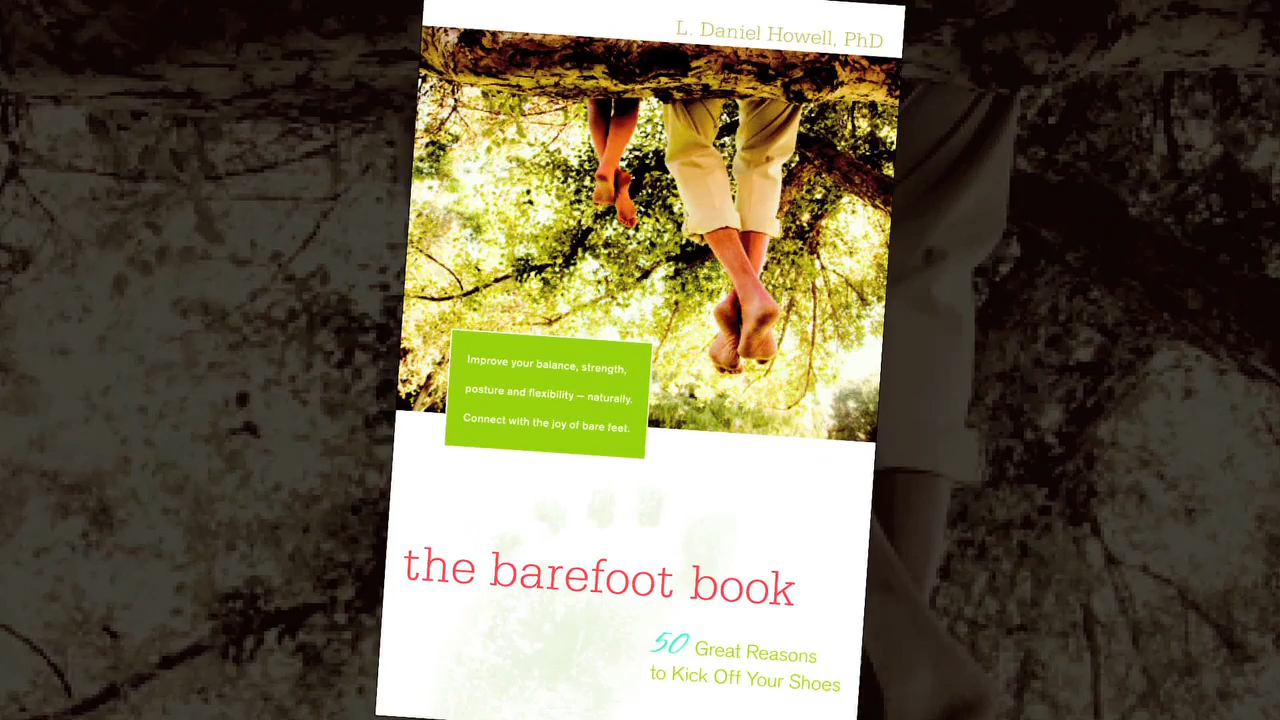 L. Daniel Howell, PhD
Improve your balance, strength,
posture and flexibility – naturally.
Connect with the joy of bare feet.
the barefoot book
50 Great Reasons
to Kick Off Your Shoes